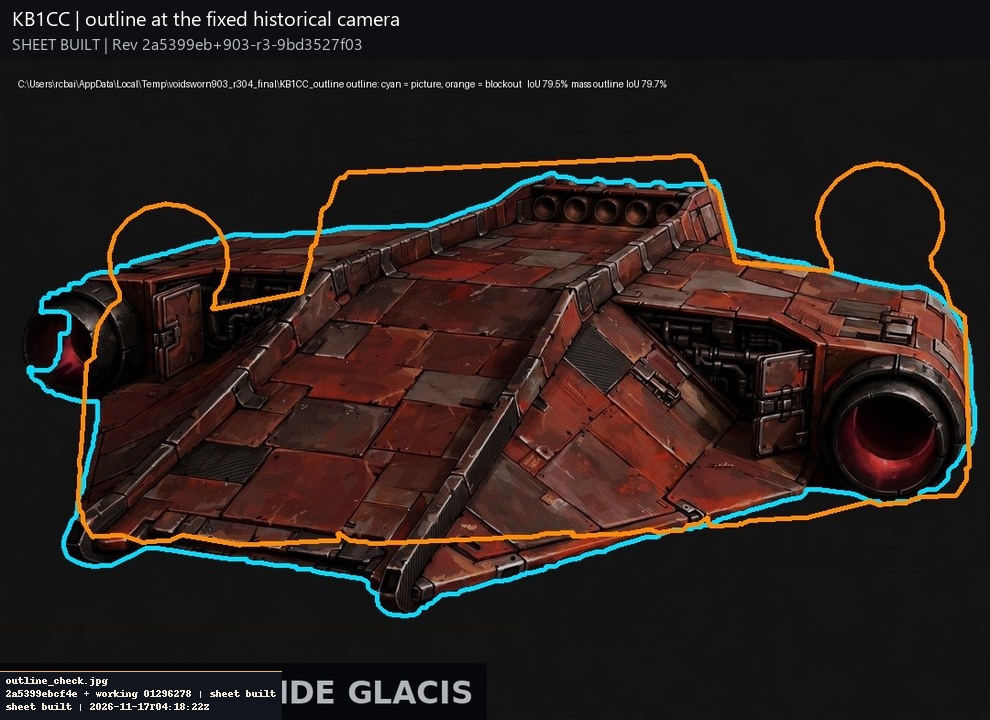 KB1CC | outline at the fixed historical camera
SHEET BUILT | Rev 2a5399eb+903-r3-9bd3527f03
C:\Users\rcbai\AppData\Local\Temp\voidsworn903_r304_final\KB1CC_outline outline: cyan = picture, orange = blockout IoU 79.5% mass outline IoU 79.7%
IDE GLACIS
outline_check.jpg
2a5399ebcf4e + working 01296278 | sheet built
sheet built | 2026-11-17T04:18:22Z